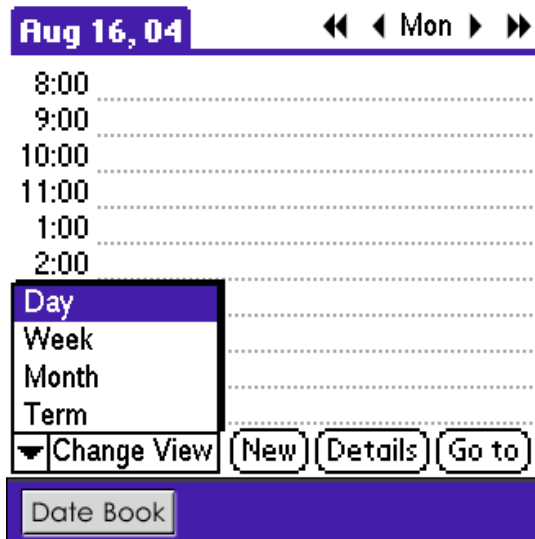 Aug 16, 04 Mon
8:00
9:00
10:00
11:00
1:00
2:00
Day
Week
Month
Term
Change View New Details Go to
Date Book